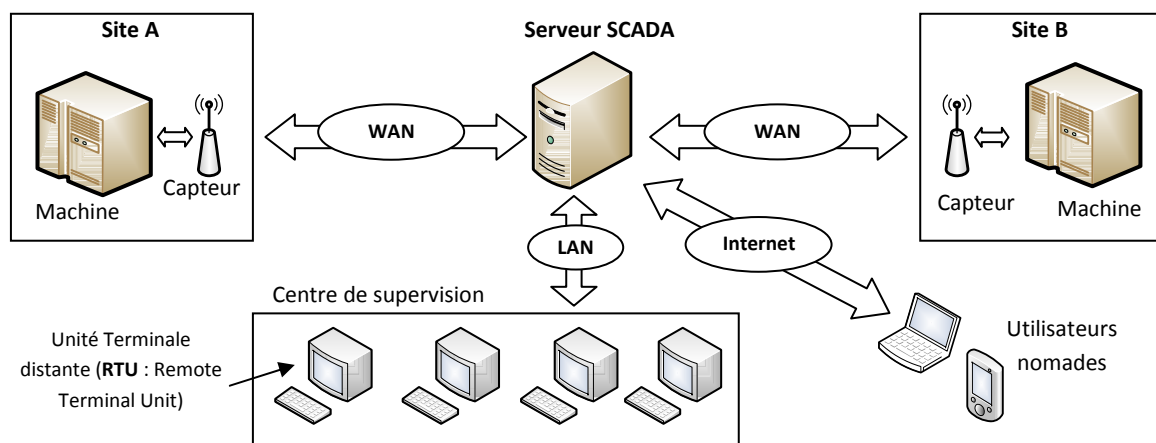 Site A
Serveur SCADA
Site B
WAN
WAN
Capteur
Machine
Capteur
Machine
LAN
Internet
Centre de supervision
Unité Terminale
distante (RTU : Remote
Terminal Unit)
Utilisateurs
nomades